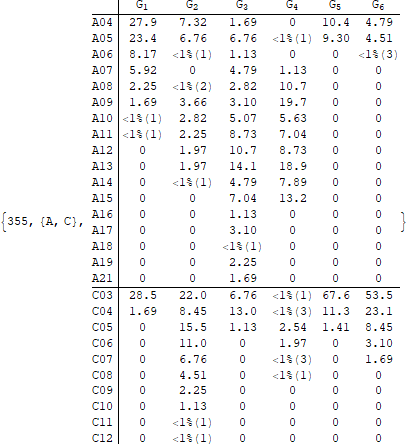 G1 G2 G3 G4 G5 G6
A04 27.9 7.32 1.69 0 10.4 4.79
A05 23.4 6.76 6.76 <1%(1) 9.30 4.51
A06 8.17 <1%(1) 1.13 0 0 <1%(3)
A07 5.92 0 4.79 1.13 0 0
A08 2.25 <1%(2) 2.82 10.7 0 0
A09 1.69 3.66 3.10 19.7 0 0
A10 <1%(1) 2.82 5.07 5.63 0 0
A11 <1%(1) 2.25 8.73 7.04 0 0
A12 0 1.97 10.7 8.73 0 0
A13 0 1.97 14.1 18.9 0 0
A14 0 <1%(1) 4.79 7.89 0 0
A15 0 0 7.04 13.2 0 0
A16 0 0 1.13 0 0 0
{355, {A, C}, A17 0 0 3.10 0 0 0 }
A18 0 0 <1%(1) 0 0 0
A19 0 0 2.25 0 0 0
A21 0 0 1.69 0 0 0
C03 28.5 22.0 6.76 <1%(1) 67.6 53.5
C04 1.69 8.45 13.0 <1%(3) 11.3 23.1
C05 0 15.5 1.13 2.54 1.41 8.45
C06 0 11.0 0 1.97 0 3.10
C07 0 6.76 0 <1%(3) 0 1.69
C08 0 4.51 0 <1%(1) 0 0
C09 0 2.25 0 0 0 0
C10 0 1.13 0 0 0 0
C11 0 <1%(1) 0 0 0 0
C12 0 <1%(1) 0 0 0 0